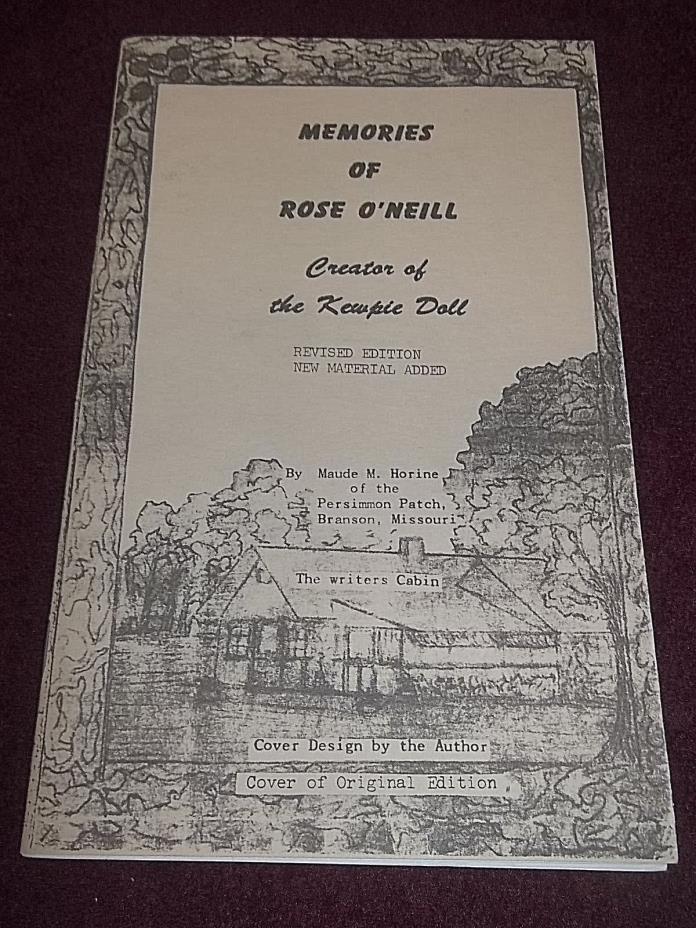 MEMORIES
OF
ROSE O'NEILL
Creator of
the Kewpie Doll
REVISED EDITION
NEW MATERIAL ADDED
By Maude M. Horine
of the
Persimmon Patch,
Branson, Missouri
The writers Cabin
Cover Design by the Author
Cover of Original Edition